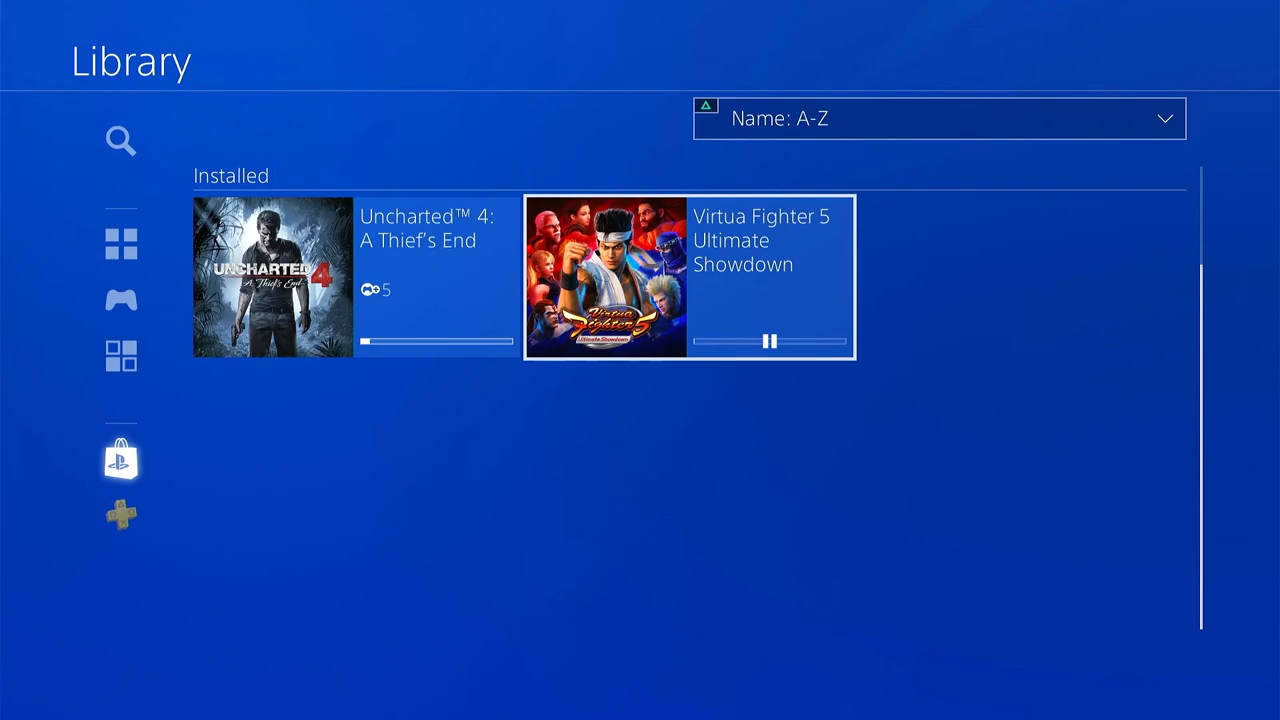 Library
Name: A-Z
Installed
UNCHARTED 4
A Thief's End
Uncharted™ 4:
A Thief's End
5
Virtua
Fighter 5
Ultimate Showdown
Virtua Fighter 5
Ultimate
Showdown